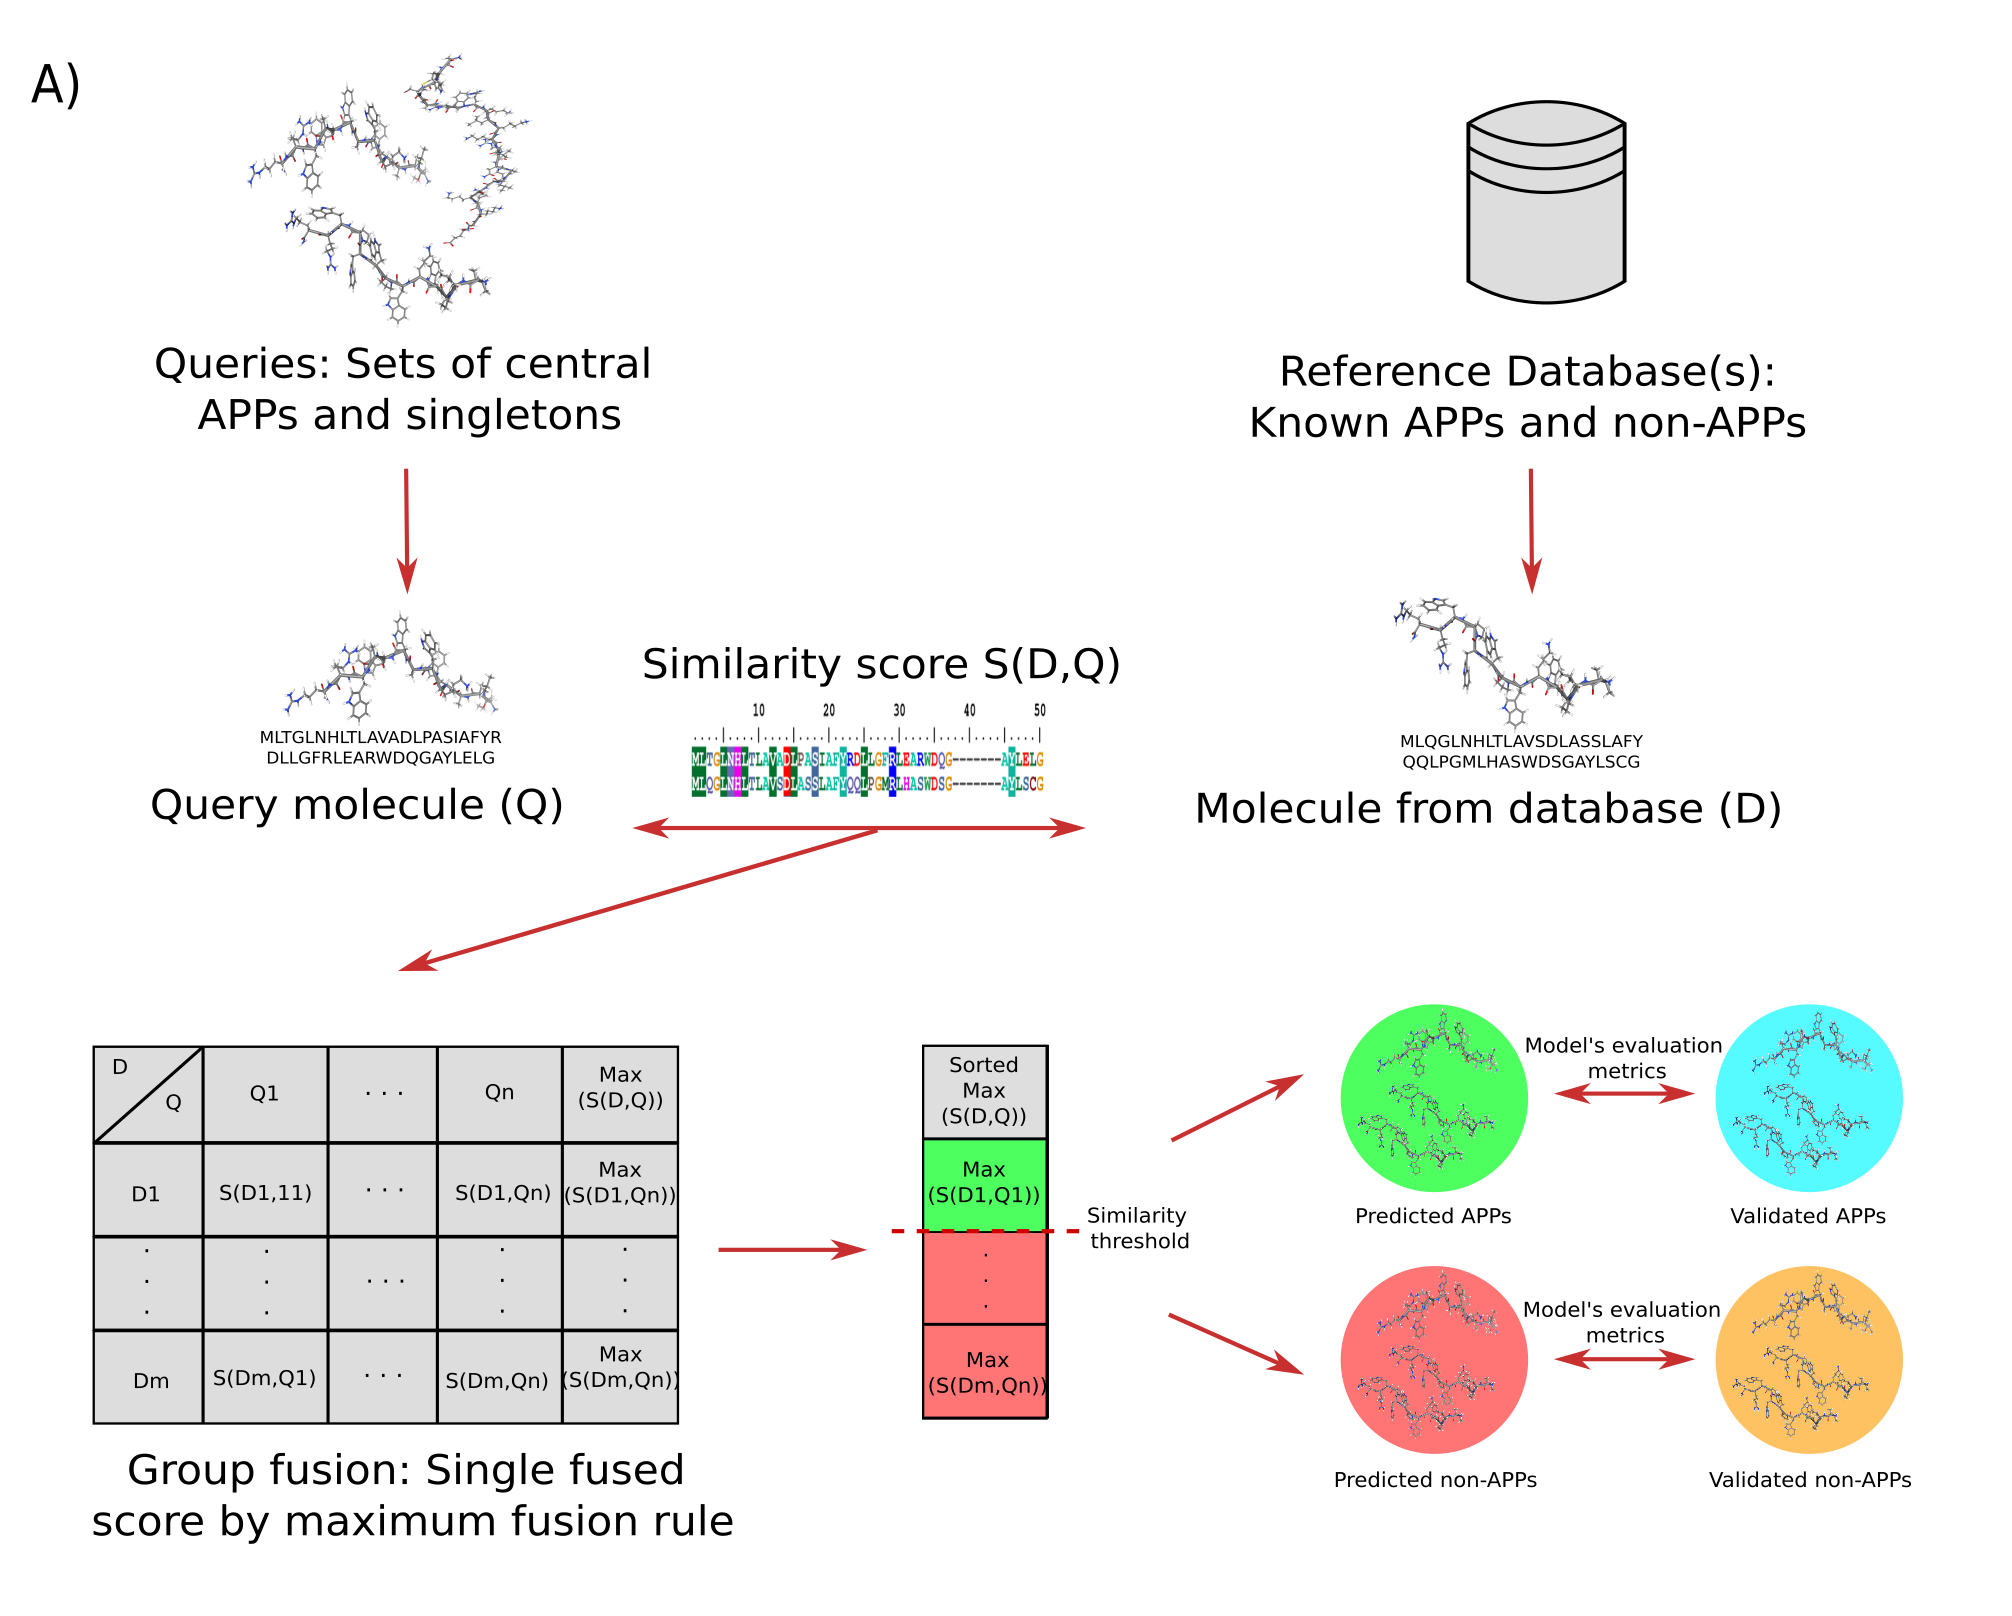 A)
Queries: Sets of central
APPs and singletons
Reference Database(s):
Known APPs and non-APPs
MLTGLNHLTLAVADLPASIAFYR
DLLGFRLEARWDQGAYLELG
Query molecule (Q)
Similarity score S(D,Q)
10 20 30 40 50
MLTGLNHLTLAVADLPASIAFYRDLLGFRLEARWDQG-------AYLELG
MLQGLNHLTLAVSDLASSLAFYQQLPGMRLHASWDSG-------AYLSCG
MLQGLNHLTLAVSDLASSLAFY
QQLPGMLHASWDSGAYLSCG
Molecule from database (D)
D
Q
Q1 . . . Qn Max
(S(D,Q))
D1 S(D1,11) . . . S(D1,Qn) Max
(S(D1,Qn))
. . .
Dm S(Dm,Q1) . . . S(Dm,Qn) Max
(S(Dm,Qn))
Group fusion: Single fused
score by maximum fusion rule
Sorted
Max
(S(D,Q))
Max
(S(D1,Q1))
.
.
.
Max
(S(Dm,Qn))
Similarity
threshold
Model's evaluation
metrics
Predicted APPs
Validated APPs
Model's evaluation
metrics
Predicted non-APPs
Validated non-APPs